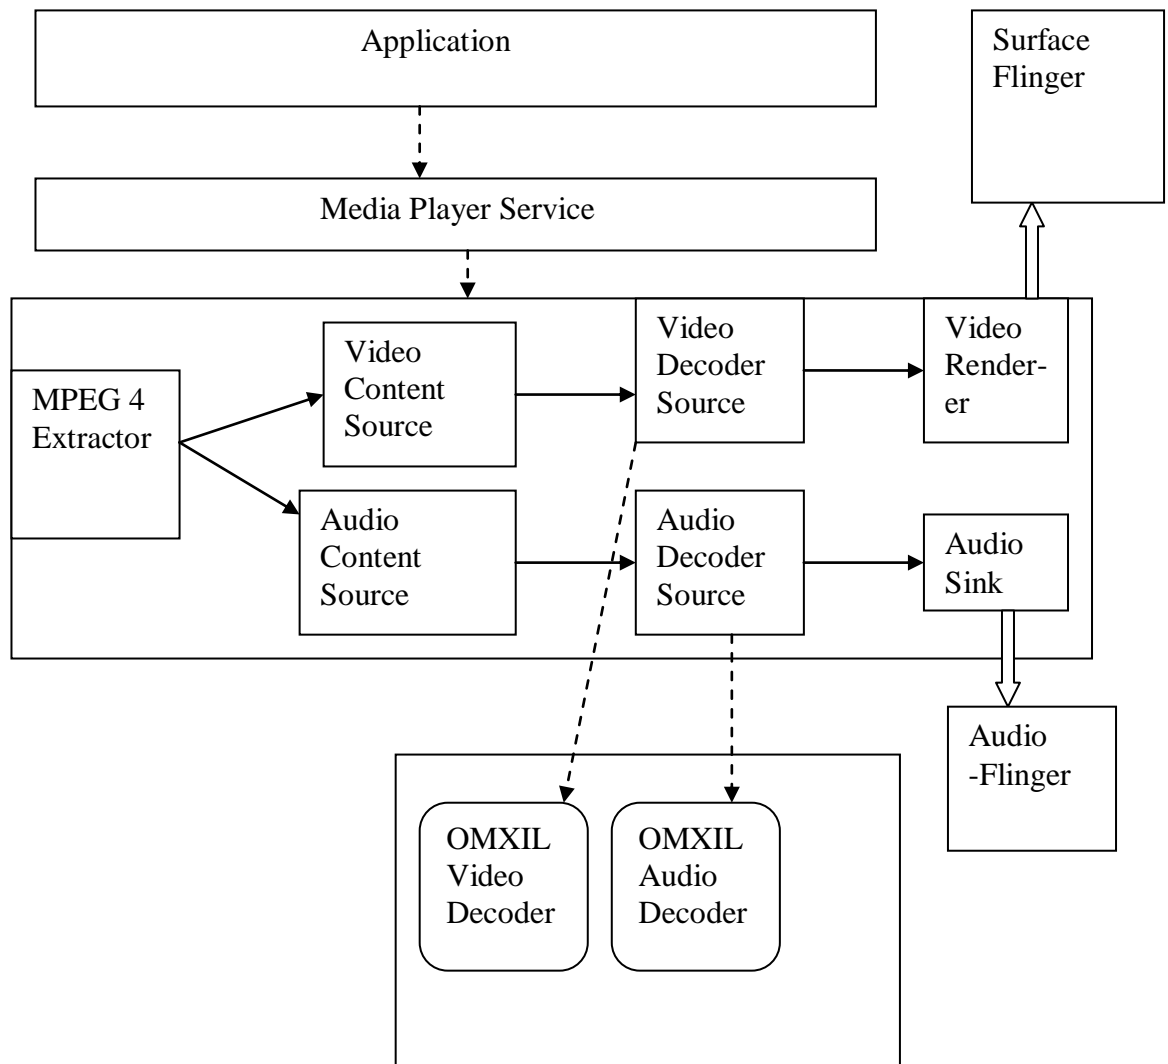 Application
Surface
Flinger
Media Player Service
MPEG 4
Extractor
Video
Content
Source
Video
Decoder
Source
Video
Render-
er
Audio
Content
Source
Audio
Decoder
Source
Audio
Sink
Audio
-Flinger
OMXIL
Video
Decoder
OMXIL
Audio
Decoder